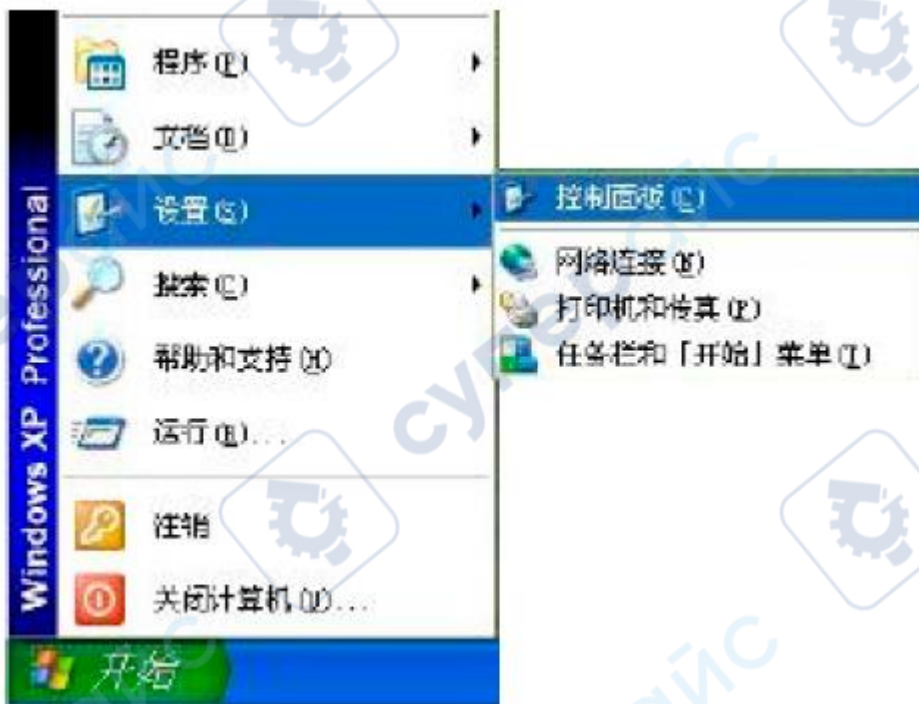 程序(P)
文档(D)
设置(S)
搜索(C)
帮助和支持(H)
运行(R)...
注销
关闭计算机(U)...
开始
Windows XP Professional
控制面板(C)
网络连接(N)
打印机和传真(P)
任务栏和「开始」菜单(T)
суперайс